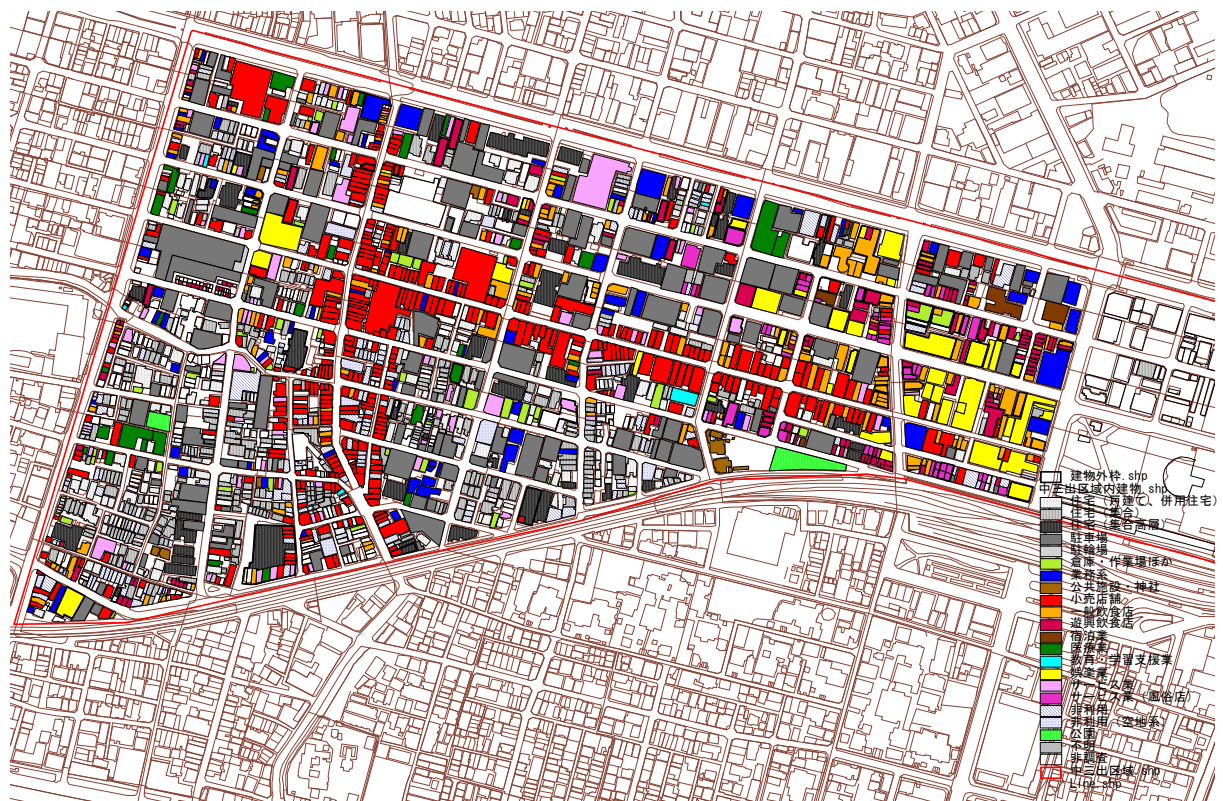 建物外枠.shp
中三出区域内建物.shp
住宅（戸建て、併用住宅）
住宅（集合）
住宅（集合高層）
駐車場
駐輪場
倉庫・作業場ほか
業務系
公共施設・神社
小売店舗
一般飲食店
遊興飲食店
宿泊業
医療業
教育・学習支援業
娯楽業
サービス業
サービス業（風俗店）
非利用
非利用（空地系）
公園
不明
非調査
中三出区域.shp
Line.shp